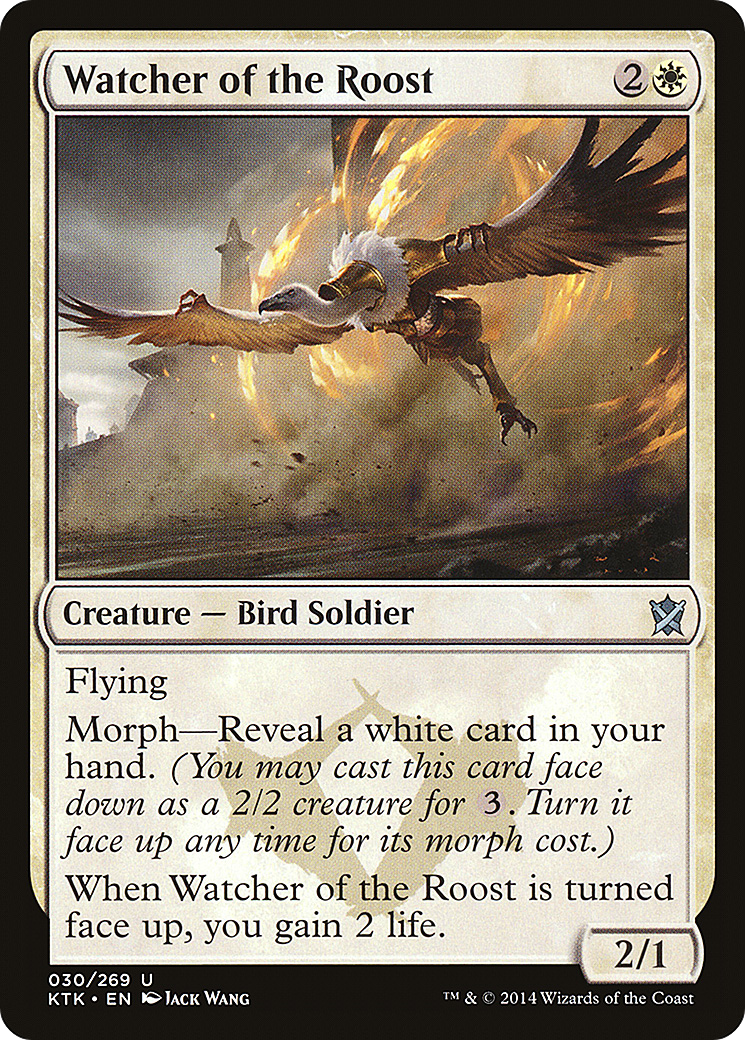 Watcher of the Roost 2
Creature — Bird Soldier
Flying
Morph—Reveal a white card in your
hand. (You may cast this card face
down as a 2/2 creature for 3. Turn it
face up any time for its morph cost.)
When Watcher of the Roost is turned
face up, you gain 2 life.
2/1
030/269 U
KTK • EN Jack Wang
™ & © 2014 Wizards of the Coast